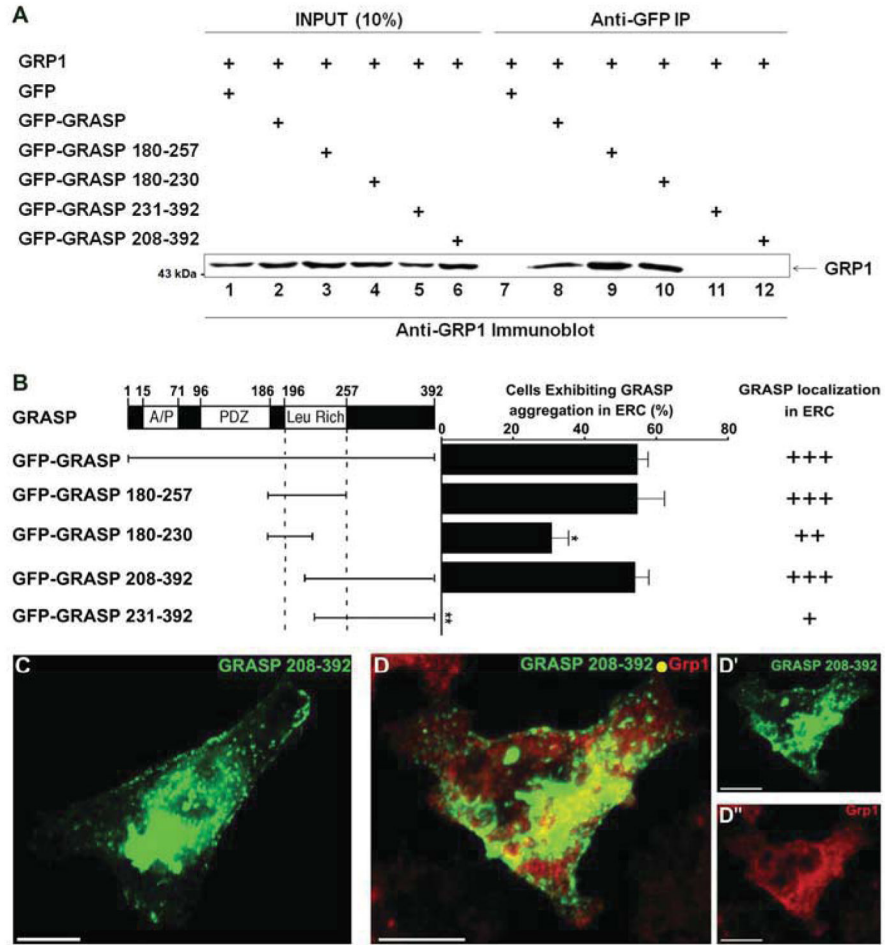 A
INPUT (10%) Anti-GFP IP
GRP1 + + + + + + + + + + + +
GFP + +
GFP-GRASP + +
GFP-GRASP 180-257 + +
GFP-GRASP 180-230 + +
GFP-GRASP 231-392 + +
GFP-GRASP 208-392 + +
43 kDa GRP1
1 2 3 4 5 6 7 8 9 10 11 12
Anti-GRP1 Immunoblot
B
1 15 71 96 186 196 257 392
GRASP A/P PDZ Leu Rich
Cells Exhibiting GRASP
aggregation in ERC (%)
0 20 40 60 80
GRASP localization
in ERC
GFP-GRASP +++
GFP-GRASP 180-257 +++
GFP-GRASP 180-230 * ++
GFP-GRASP 208-392 +++
GFP-GRASP 231-392 ** +
C GRASP 208-392
D GRASP 208-392 Grp1
D' GRASP 208-392
D" Grp1